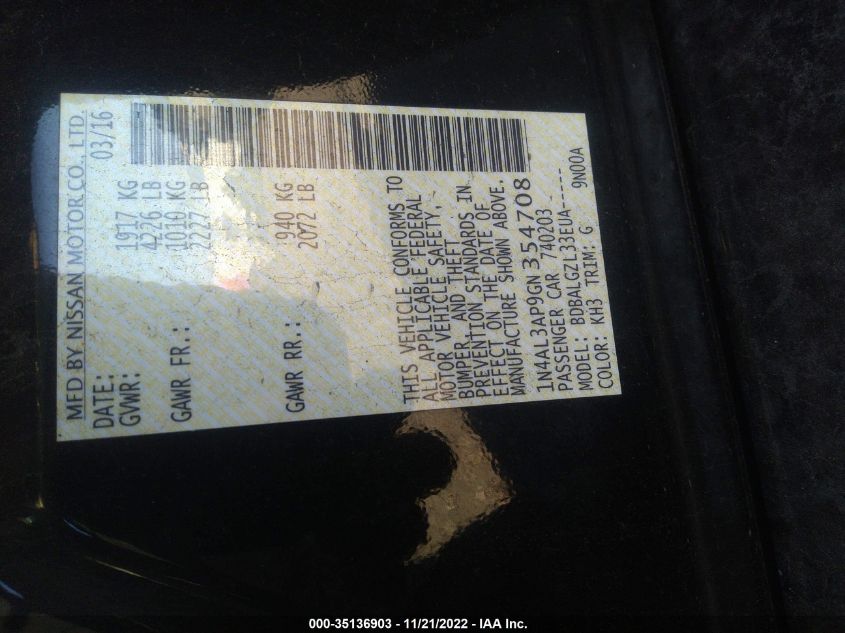 MFD BY NISSAN MOTOR CO., LTD.
DATE: 03/16
GVWR: 1917 KG
4226 LB
GAWR FR.: 1010 KG
2227 LB
GAWR RR.: 940 KG
2072 LB
THIS VEHICLE CONFORMS TO
ALL APPLICABLE FEDERAL
MOTOR VEHICLE SAFETY,
BUMPER, AND THEFT
PREVENTION STANDARDS IN
EFFECT ON THE DATE OF
MANUFACTURE SHOWN ABOVE.
1N4AL3AP9GN354708
PASSENGER CAR 740203
MODEL: BDBALGZL33EUA-----
COLOR: KH3 TRIM: G 9N00A
000-35136903 - 11/21/2022 - IAA Inc.